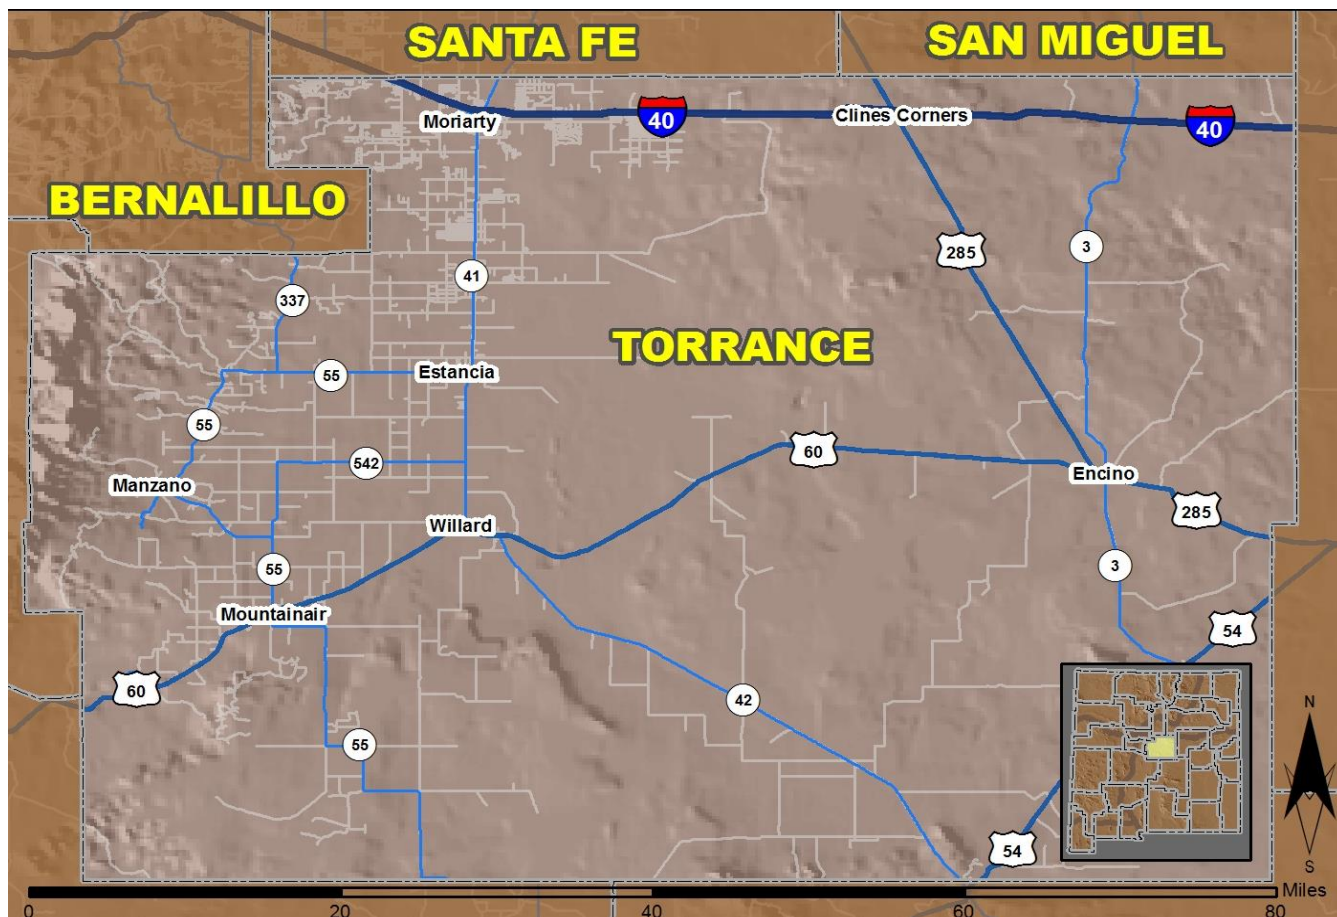 SANTA FE
SAN MIGUEL
Moriarty
40
Clines Corners
40
BERNALILLO
285
3
337
41
TORRANCE
55
Estancia
55
60
542
Encino
Manzano
285
Willard
55
3
Mountainair
54
60
42
N
55
54
S
Miles
0
20
40
60
80